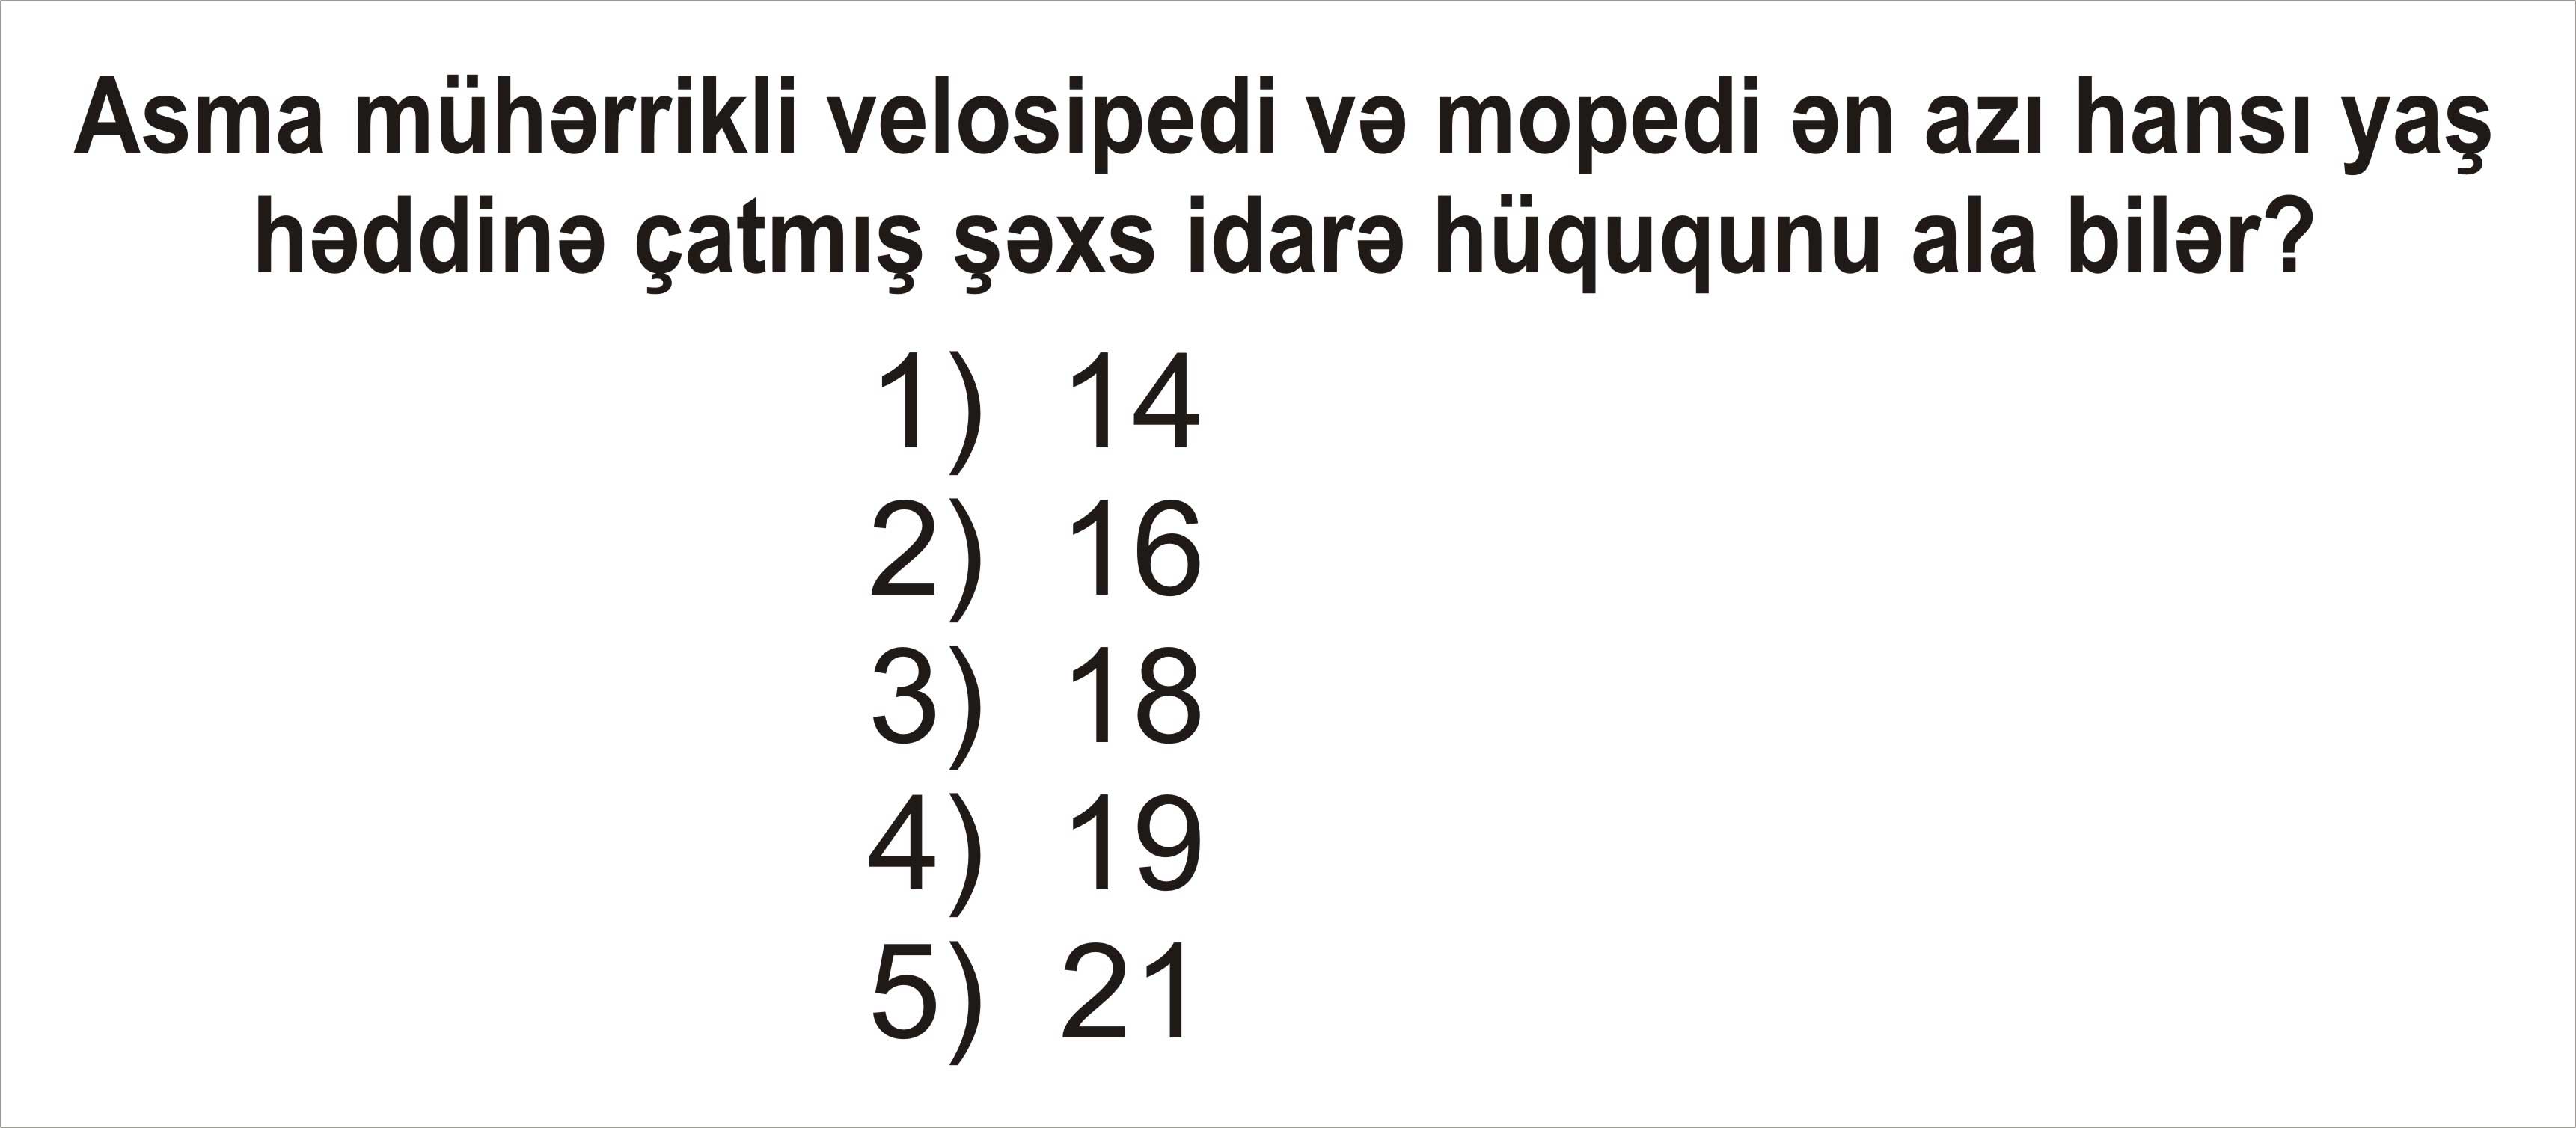 Asma mühərrikli velosipedi və mopedi ən azı hansı yaş
həddinə çatmış şəxs idarə hüququnu ala bilər?
1) 14
2) 16
3) 18
4) 19
5) 21